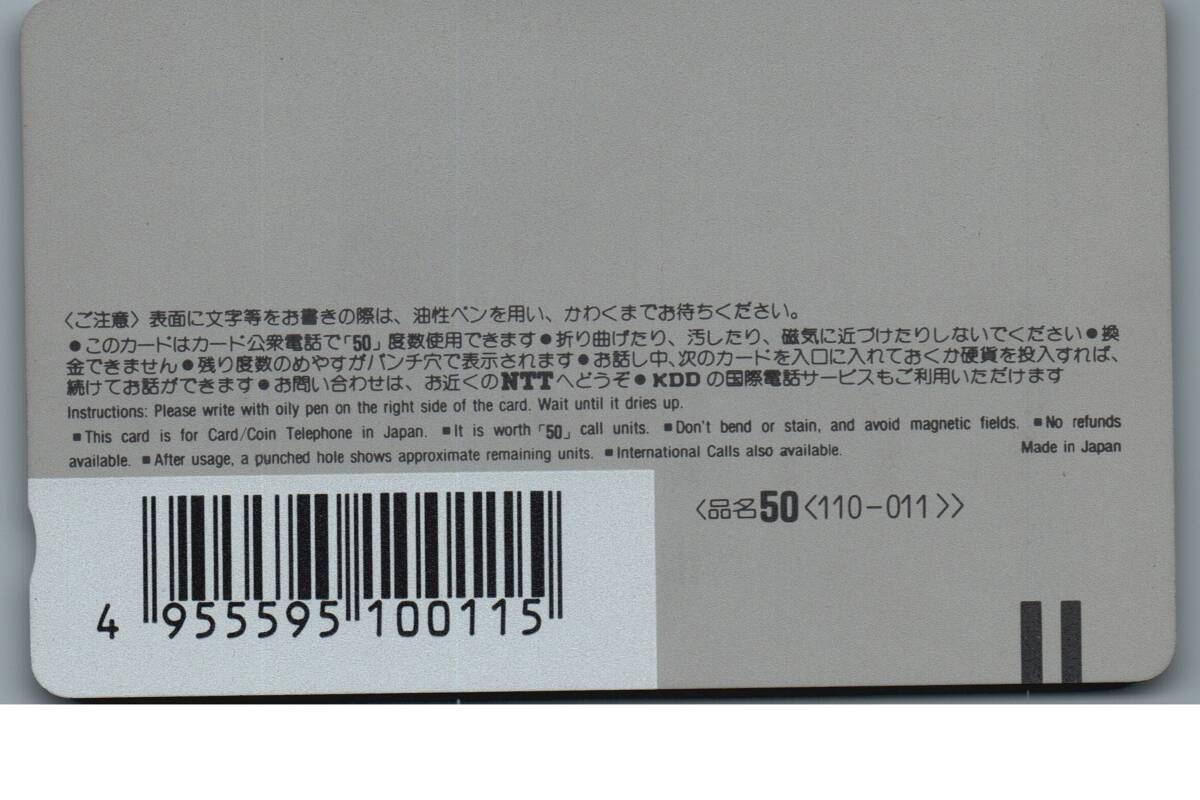 〈ご注意〉表面に文字等をお書きの際は、油性ペンを用い、かわくまでお待ちください。
●このカードはカード公衆電話で「50」度数使用できます●折り曲げたり、汚したり、磁気に近づけたりしないでください●換
金できません●残り度数のめやすがパンチ穴で表示されます●お話し中、次のカードを入口に入れておくか硬貨を投入すれば、
続けてお話ができます●お問い合わせは、お近くのNTTへどうぞ●KDDの国際電話サービスもご利用いただけます
Instructions: Please write with oily pen on the right side of the card. Wait until it dries up.
■This card is for Card/Coin Telephone in Japan. ■It is worth「50」call units. ■Don't bend or stain, and avoid magnetic fields. ■No refunds
available. ■After usage, a punched hole shows approximate remaining units. ■International Calls also available. Made in Japan
〈品名50〈110-011〉〉
4 955595 100115